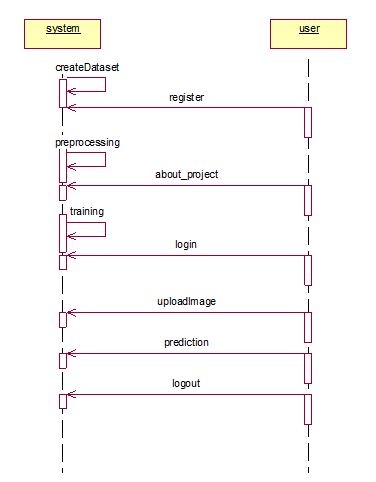 system
user
createDataset
register
preprocessing
about_project
training
login
uploadImage
prediction
logout